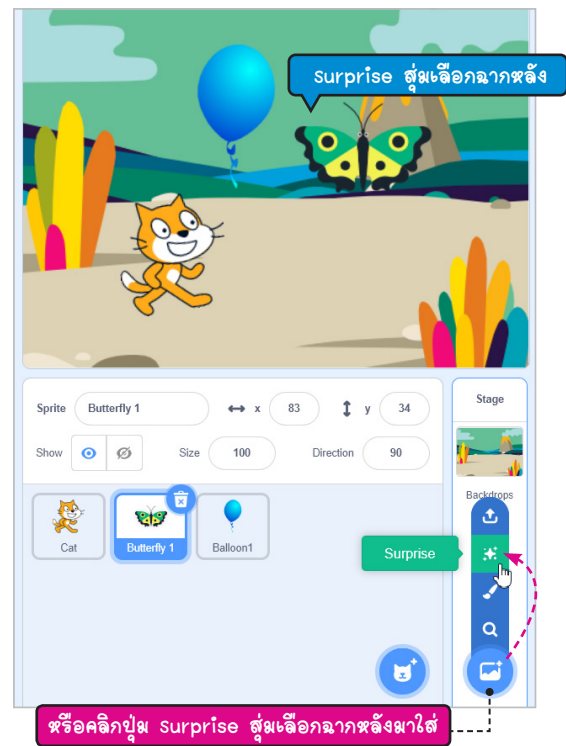 Surprise สุ่มเลือกฉากหลัง
Sprite Butterfly 1 x 83 y 34
Show Size 100 Direction 90
Stage
Backdrops
Cat Butterfly 1 Balloon1
Surprise
หรือคลิกปุ่ม Surprise สุ่มเลือกฉากหลังมาใส่